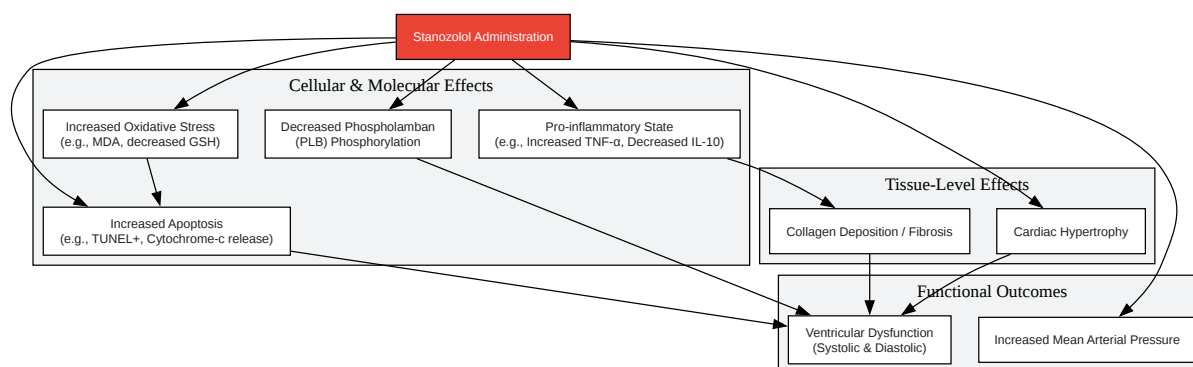 Stanozolol Administration
Cellular & Molecular Effects
Increased Oxidative Stress
(e.g., MDA, decreased GSH)
Decreased Phospholamban
(PLB) Phosphorylation
Pro-inflammatory State
(e.g., Increased TNF-α, Decreased IL-10)
Increased Apoptosis
(e.g., TUNEL+, Cytochrome-c release)
Tissue-Level Effects
Collagen Deposition / Fibrosis
Cardiac Hypertrophy
Functional Outcomes
Ventricular Dysfunction
(Systolic & Diastolic)
Increased Mean Arterial Pressure